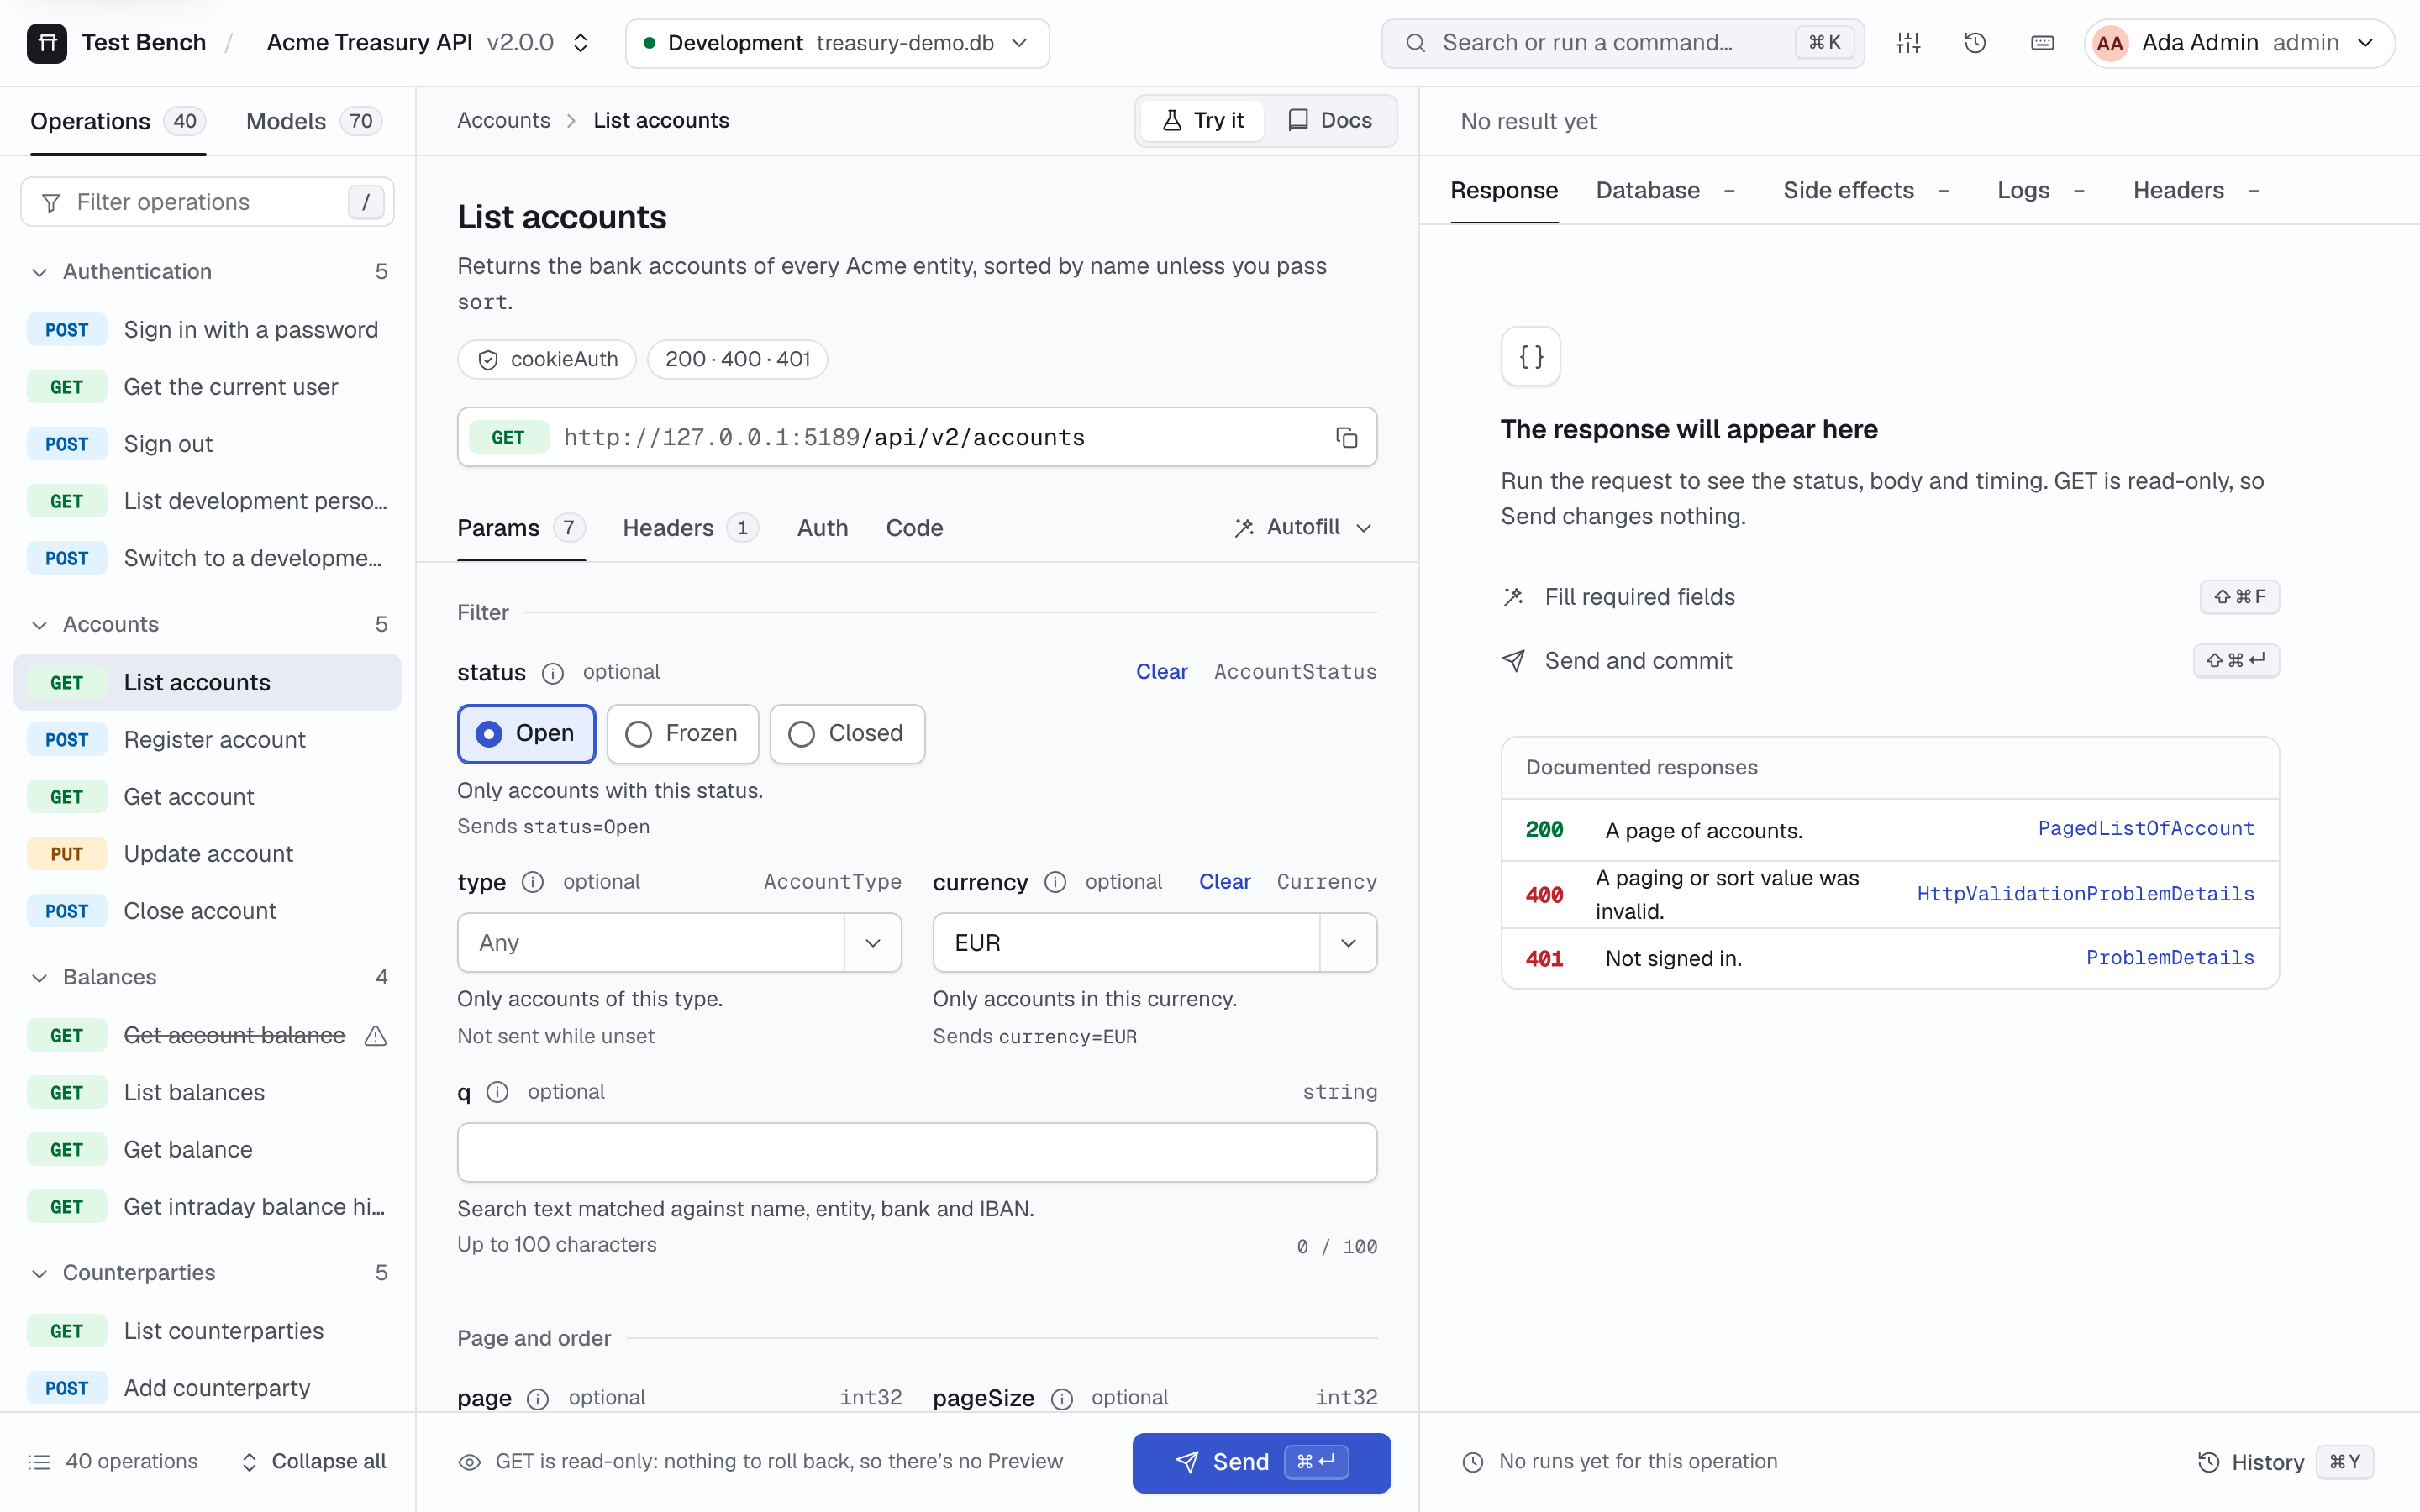 Test Bench / Acme Treasury API v2.0.0
Development treasury-demo.db
Search or run a command... ⌘K
AA Ada Admin admin
Operations 40 Models 70
Filter operations /
Authentication 5
POST Sign in with a password
GET Get the current user
POST Sign out
GET List development perso...
POST Switch to a developme...
Accounts 5
GET List accounts
POST Register account
GET Get account
PUT Update account
POST Close account
Balances 4
GET Get account balance
GET List balances
GET Get balance
GET Get intraday balance hi...
Counterparties 5
GET List counterparties
POST Add counterparty
40 operations Collapse all
Accounts > List accounts
Try it Docs
List accounts
Returns the bank accounts of every Acme entity, sorted by name unless you pass
sort.
cookieAuth 200 · 400 · 401
GET http://127.0.0.1:5189/api/v2/accounts
Params 7 Headers 1 Auth Code Autofill
Filter
status optional Clear AccountStatus
Open Frozen Closed
Only accounts with this status.
Sends status=Open
type optional AccountType
Any
Only accounts of this type.
Not sent while unset
currency optional Clear Currency
EUR
Only accounts in this currency.
Sends currency=EUR
q optional string
Search text matched against name, entity, bank and IBAN.
Up to 100 characters 0 / 100
Page and order
page optional int32 pageSize optional int32
GET is read-only: nothing to roll back, so there's no Preview
Send ⌘↵
No result yet
Response Database – Side effects – Logs – Headers –
{ }
The response will appear here
Run the request to see the status, body and timing. GET is read-only, so
Send changes nothing.
Fill required fields ⇧⌘F
Send and commit ⇧⌘↵
Documented responses
200 A page of accounts. PagedListOfAccount
400 A paging or sort value was
invalid. HttpValidationProblemDetails
401 Not signed in. ProblemDetails
No runs yet for this operation
History ⌘Y